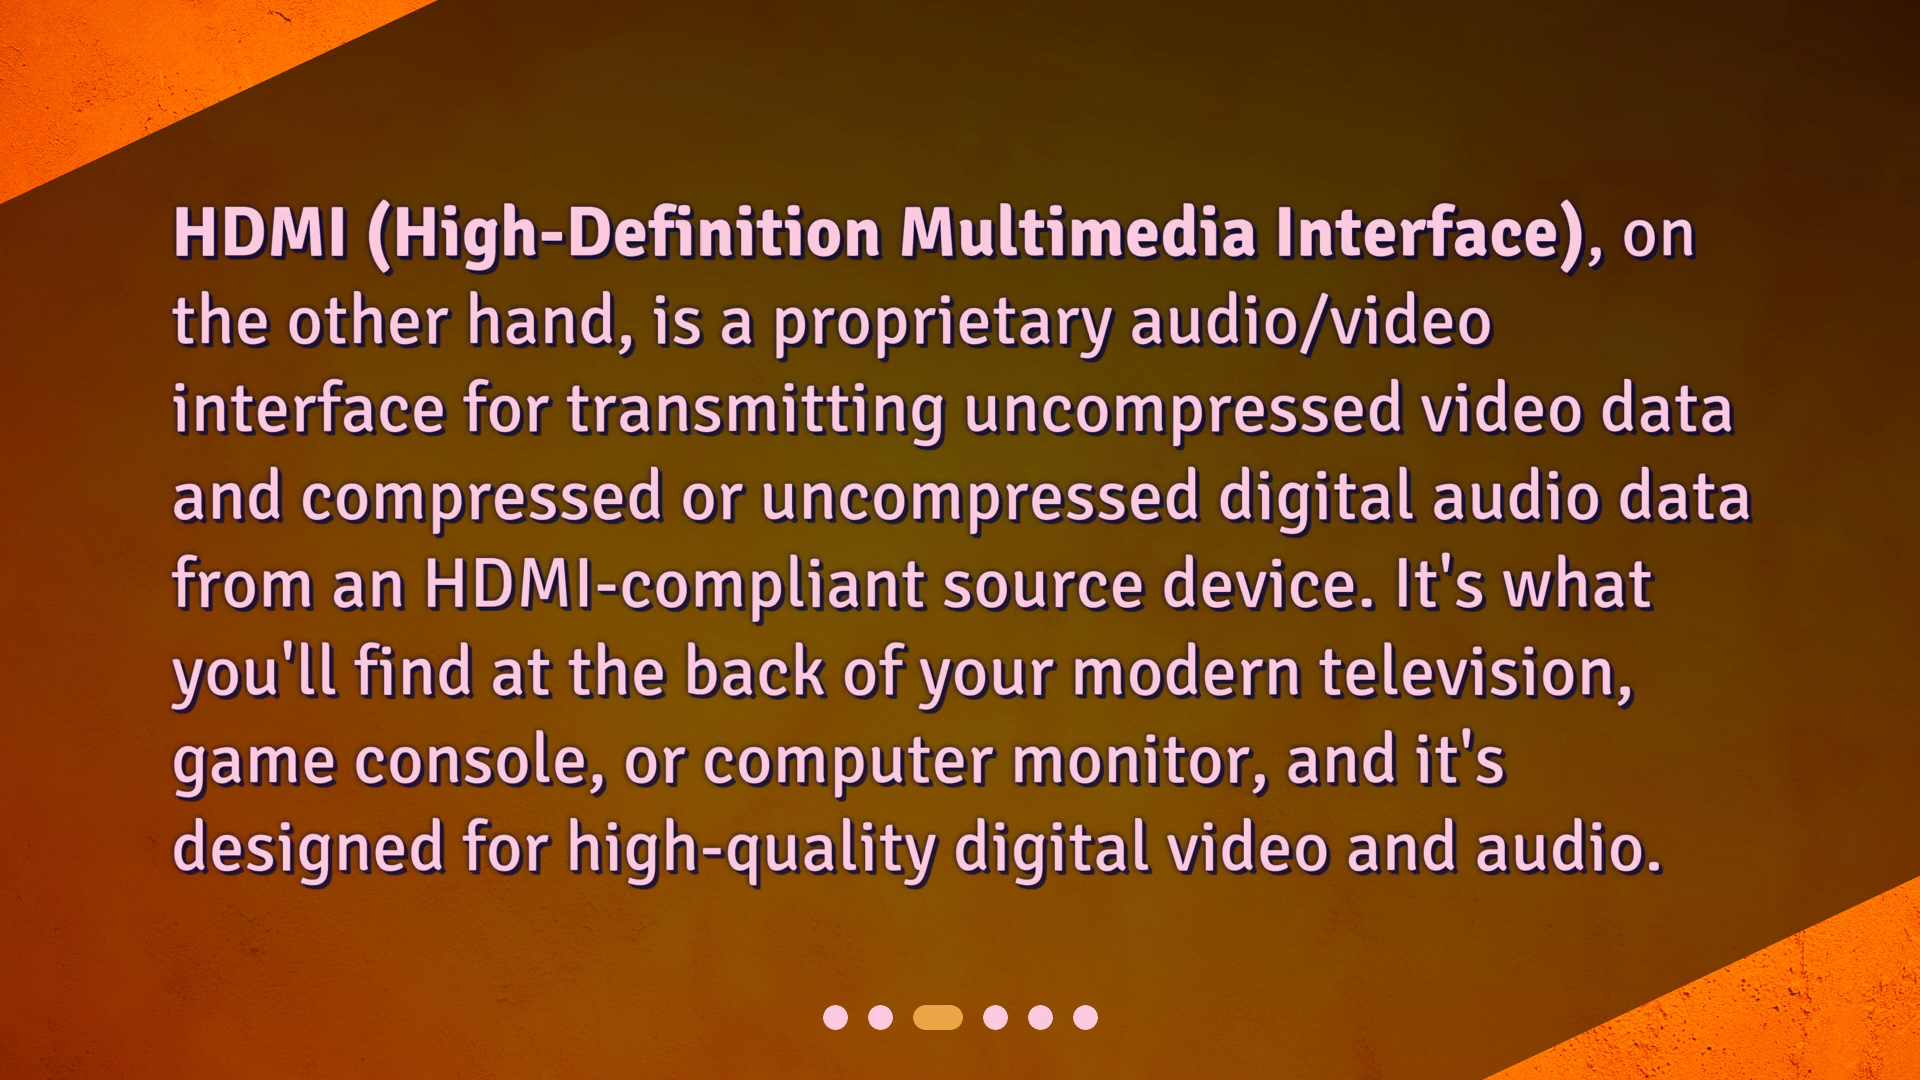 HDMI (High-Definition Multimedia Interface), on
the other hand, is a proprietary audio/video
interface for transmitting uncompressed video data
and compressed or uncompressed digital audio data
from an HDMI-compliant source device. It's what
you'll find at the back of your modern television,
game console, or computer monitor, and it's
designed for high-quality digital video and audio.